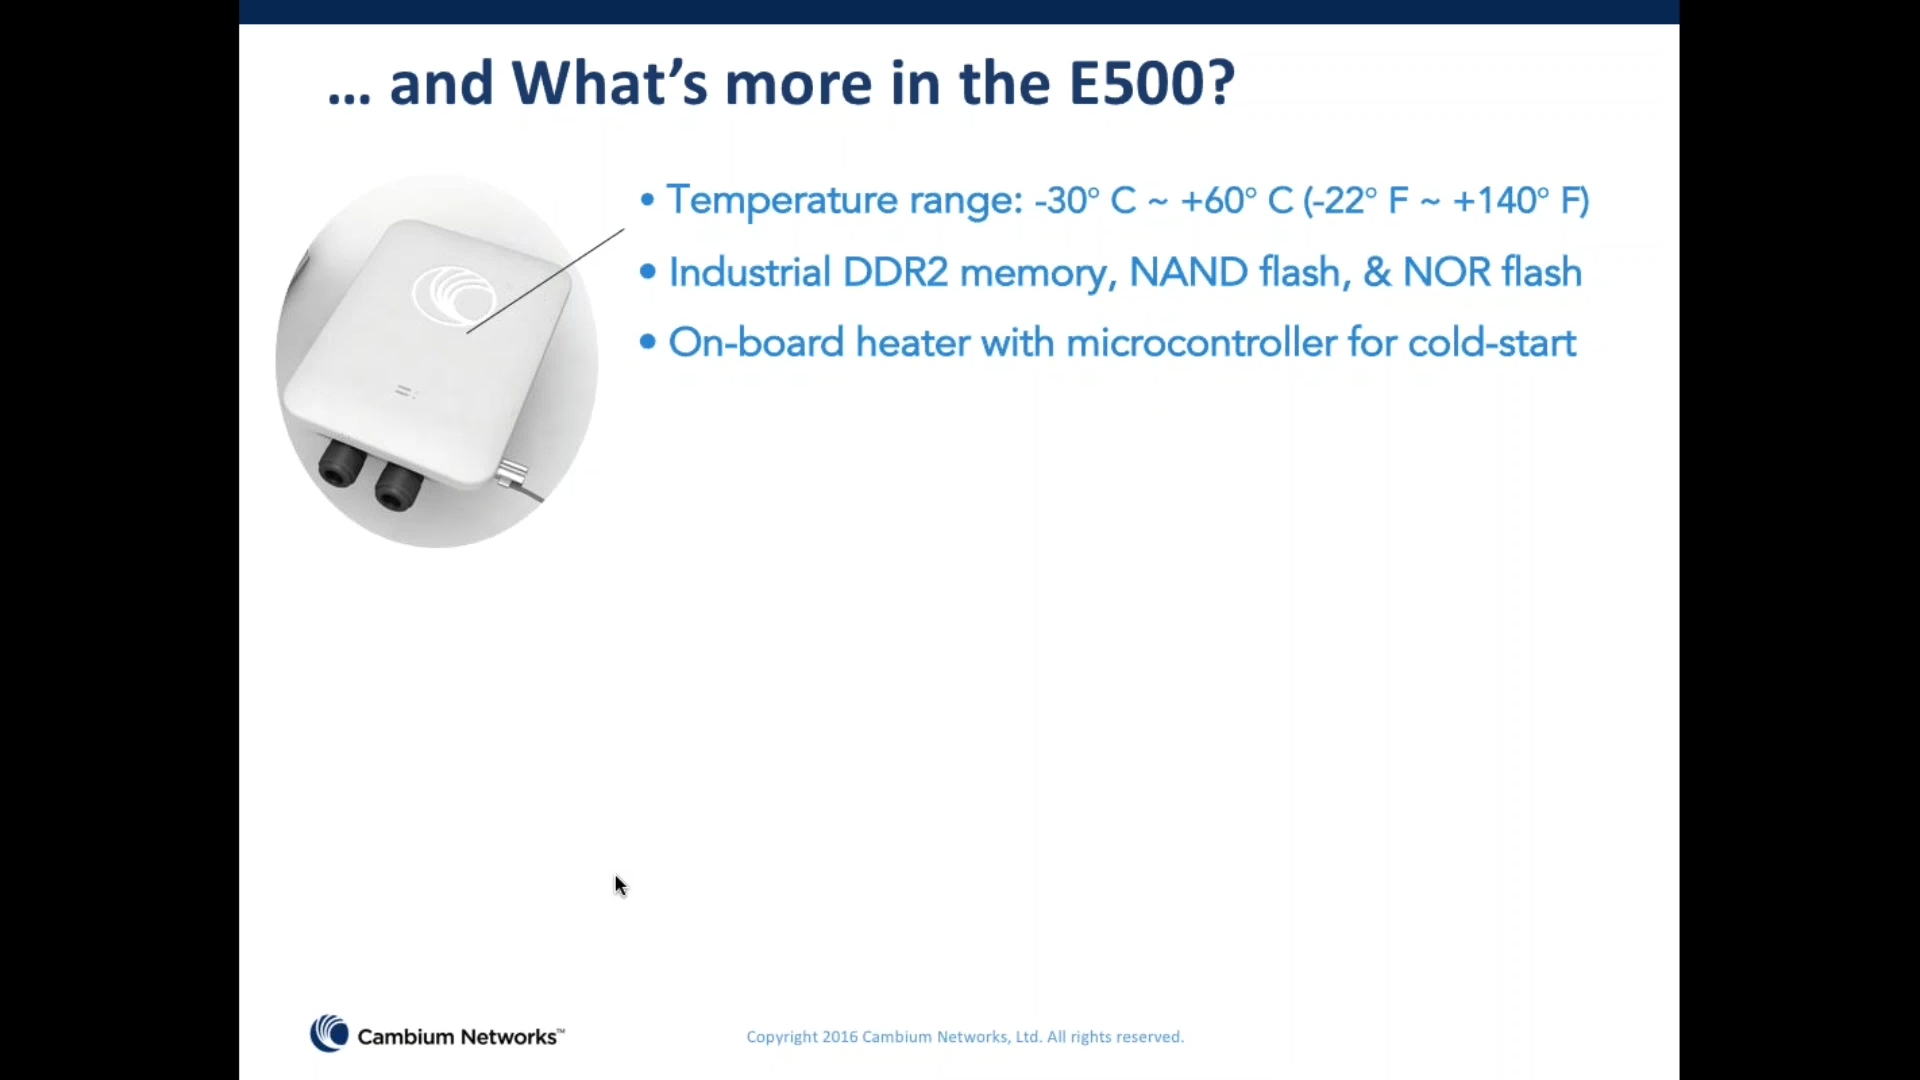 ... and What’s more in the E500?
• Temperature range: -30° C ~ +60° C (-22° F ~ +140° F)
• Industrial DDR2 memory, NAND flash, & NOR flash
• On-board heater with microcontroller for cold-start
Cambium Networks™
Copyright 2016 Cambium Networks, Ltd. All rights reserved.